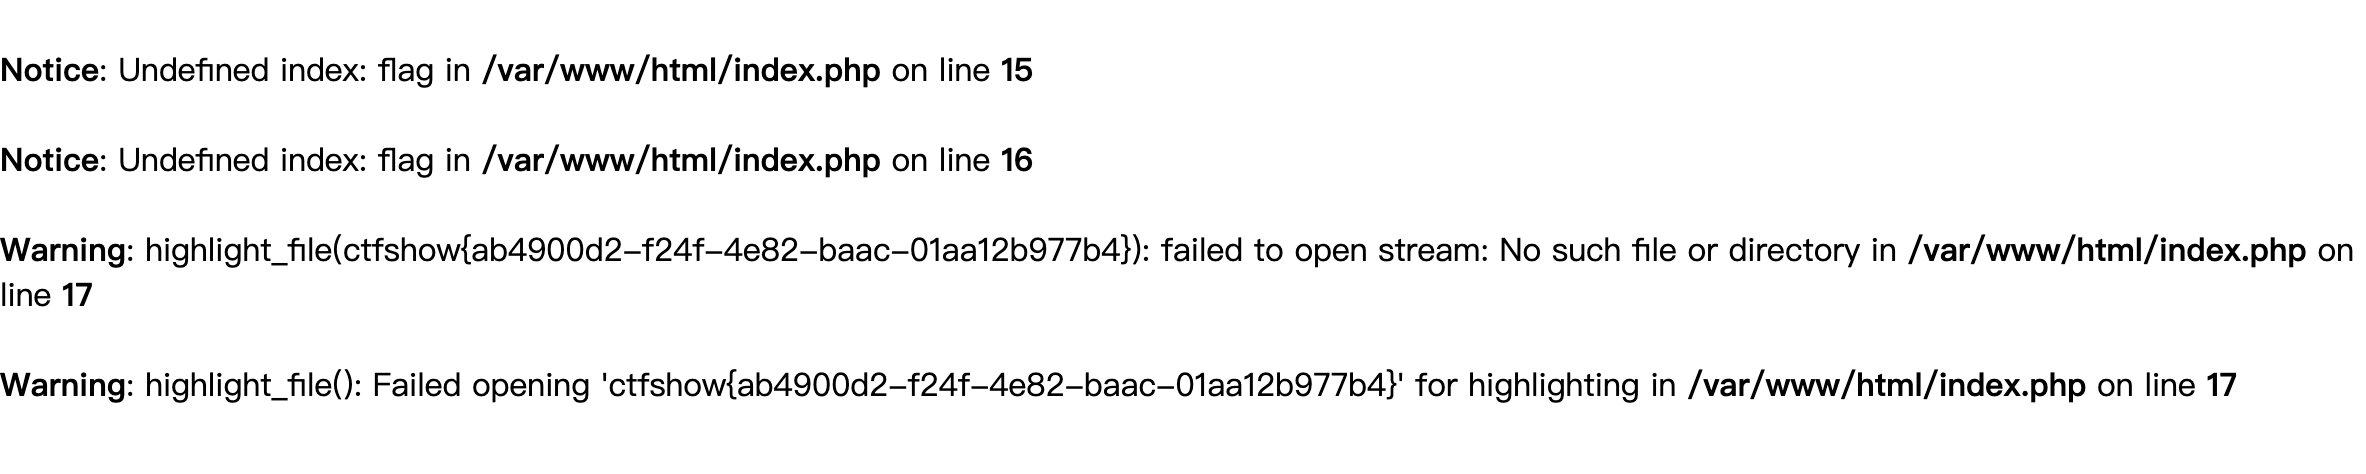 Notice: Undefined index: flag in /var/www/html/index.php on line 15
Notice: Undefined index: flag in /var/www/html/index.php on line 16
Warning: highlight_file(ctfshow{ab4900d2-f24f-4e82-baac-01aa12b977b4}): failed to open stream: No such file or directory in /var/www/html/index.php on
line 17
Warning: highlight_file(): Failed opening 'ctfshow{ab4900d2-f24f-4e82-baac-01aa12b977b4}' for highlighting in /var/www/html/index.php on line 17